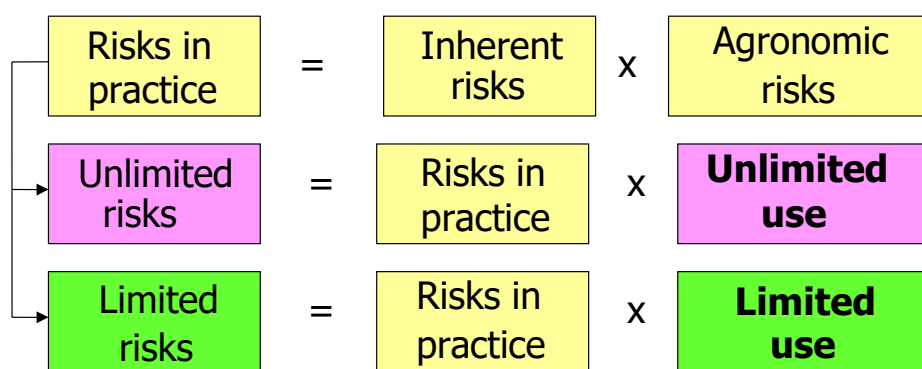 Risks in practice = Inherent risks x Agronomic risks
Unlimited risks = Risks in practice x Unlimited use
Limited risks = Risks in practice x Limited use